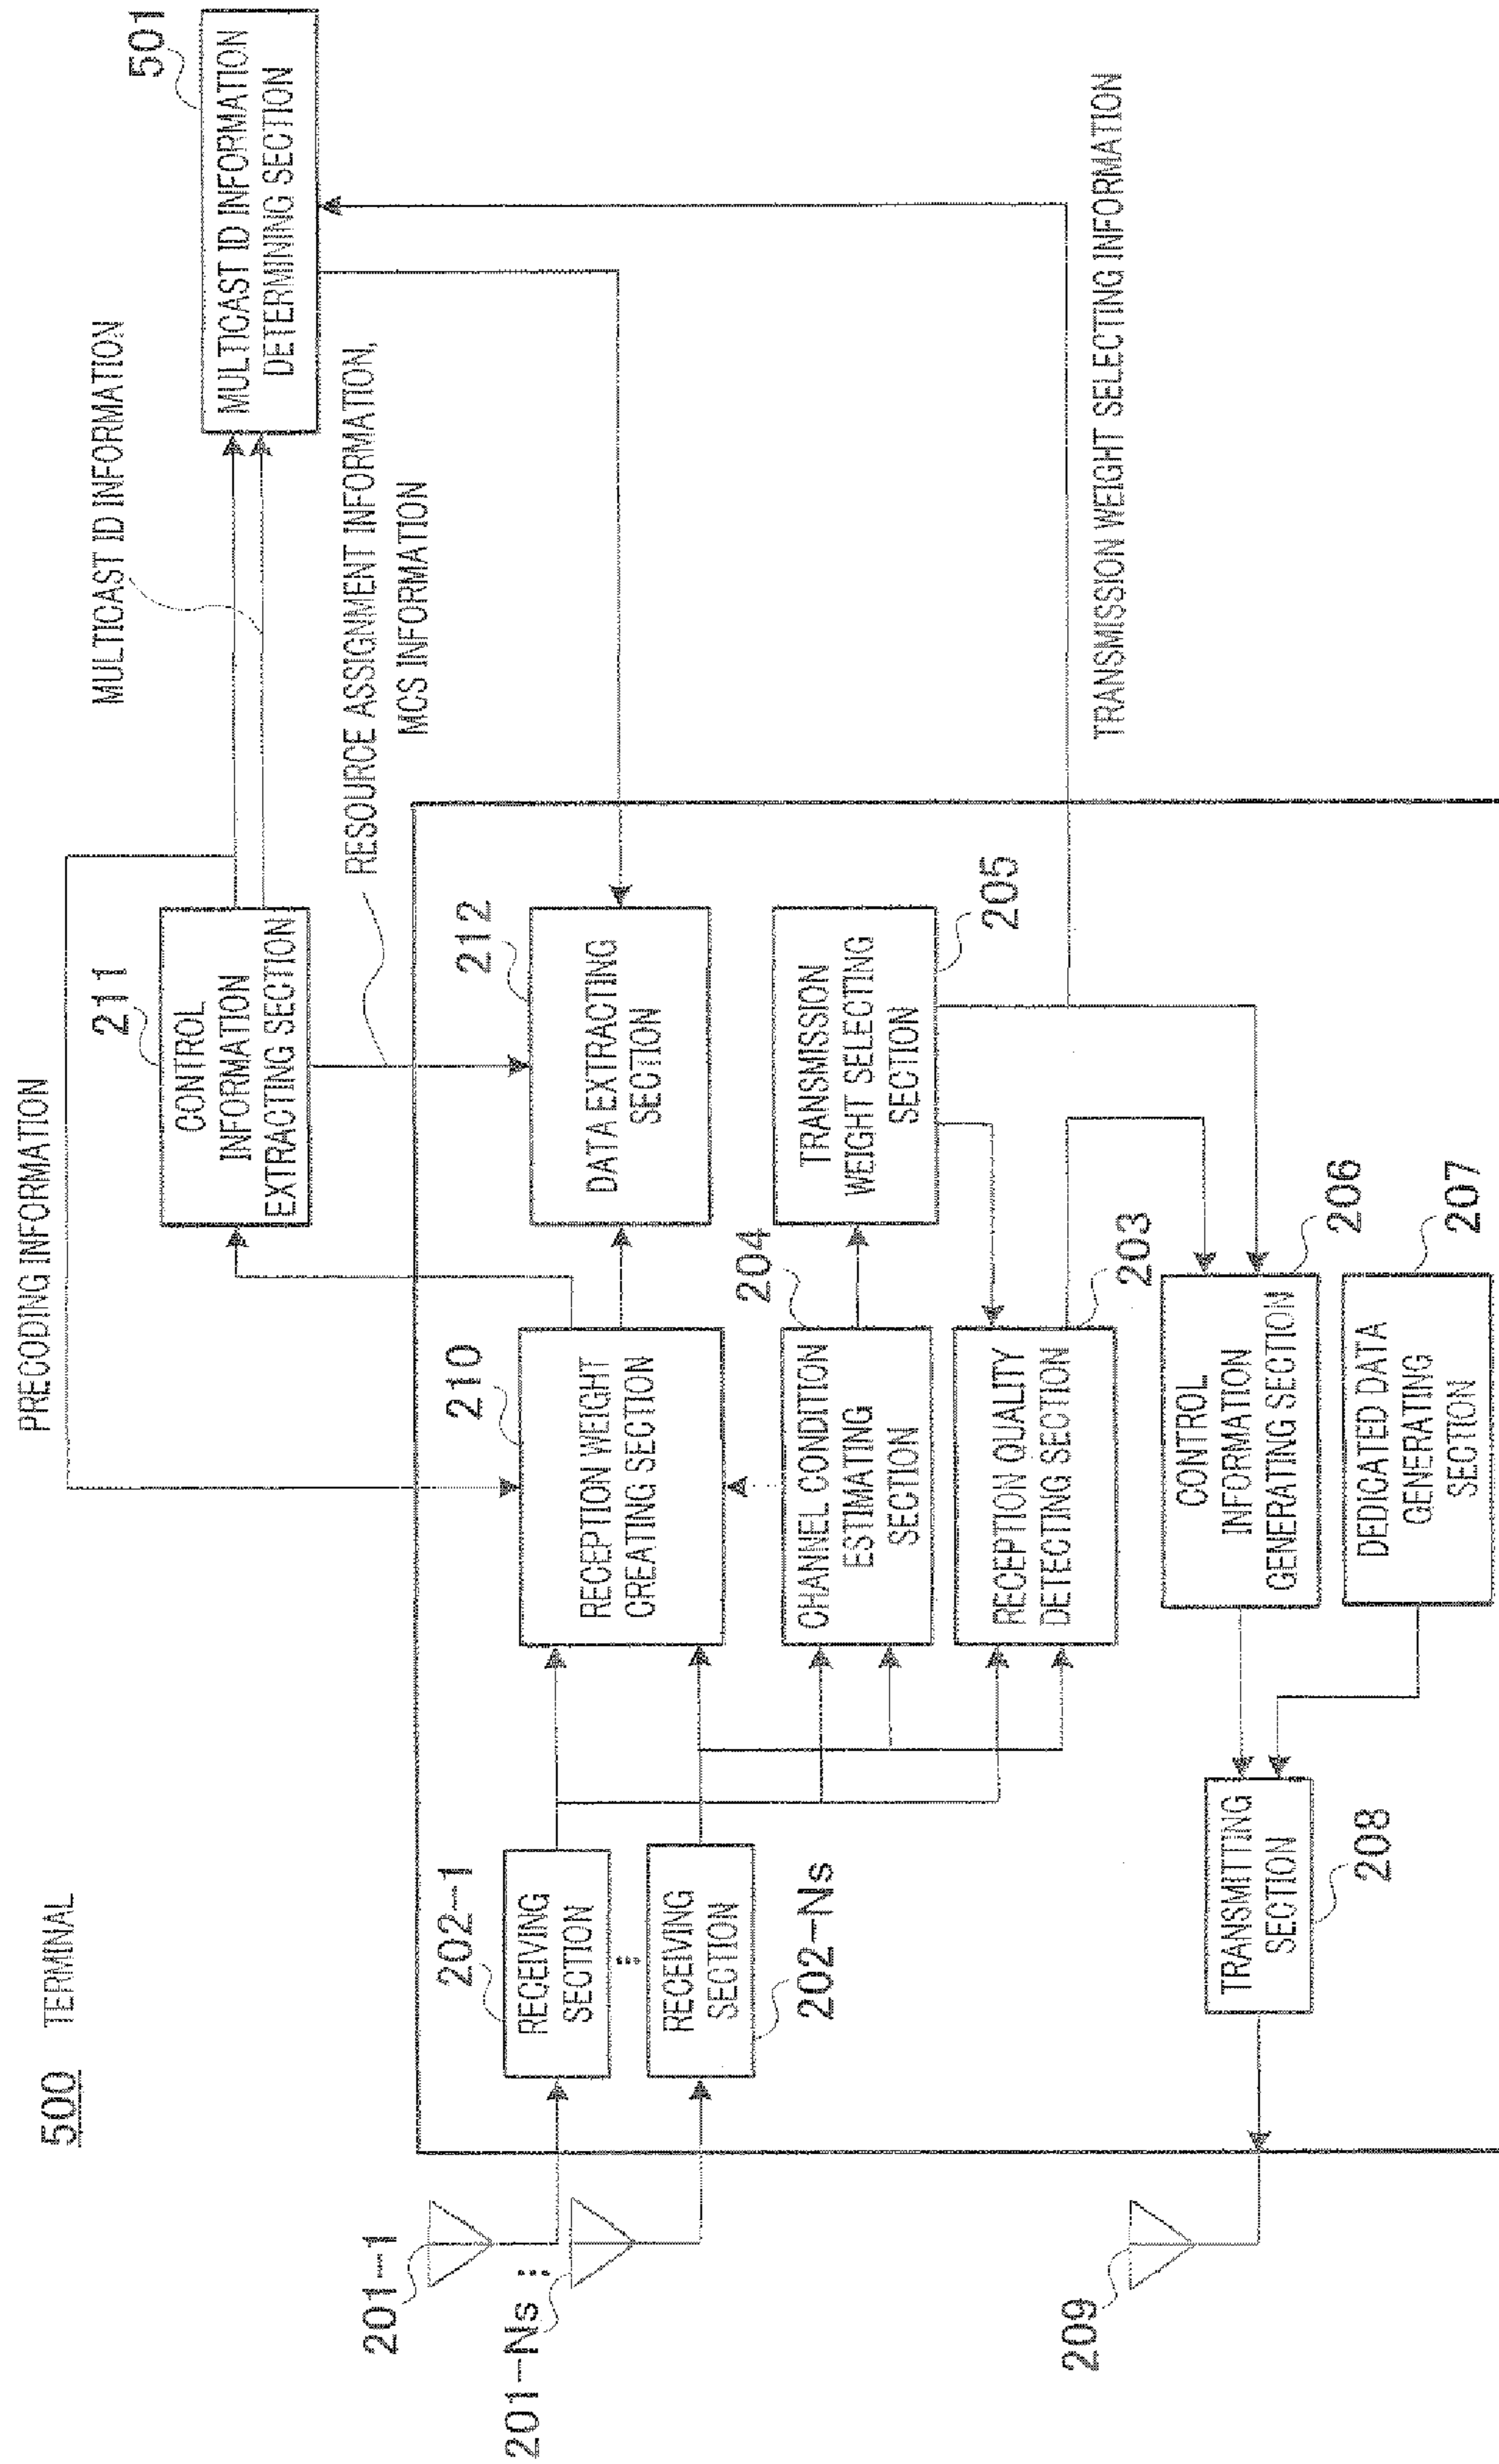 500 TERMINAL
PRECODING INFORMATION
MULTICAST ID INFORMATION
501
MULTICAST ID INFORMATION
DETERMINING SECTION
211
CONTROL
INFORMATION
EXTRACTING SECTION
RESOURCE ASSIGNMENT INFORMATION,
MCS INFORMATION
201-1
201-Ns
202-1
RECEIVING
SECTION
RECEIVING
SECTION
202-Ns
210
RECEPTION WEIGHT
CREATING SECTION
212
DATA EXTRACTING
SECTION
204
CHANNEL CONDITION
ESTIMATING
SECTION
TRANSMISSION
WEIGHT SELECTING
SECTION
205
RECEPTION QUALITY
DETECTING SECTION
203
TRANSMISSION WEIGHT SELECTING INFORMATION
CONTROL
INFORMATION
GENERATING SECTION
206
DEDICATED DATA
GENERATING
SECTION
207
TRANSMITTING
SECTION
208
209